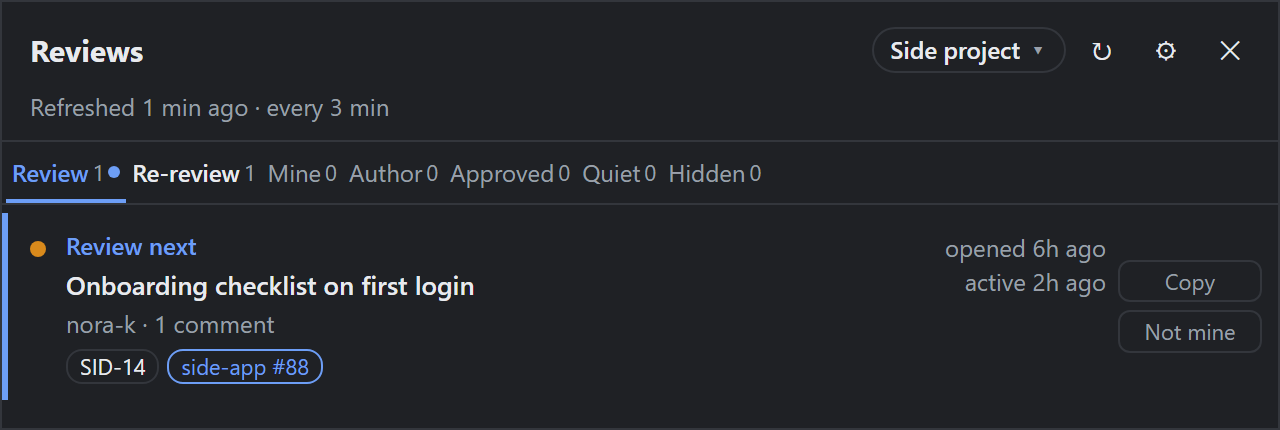 Reviews
Side project
Refreshed 1 min ago · every 3 min
Review 1 Re-review 1 Mine 0 Author 0 Approved 0 Quiet 0 Hidden 0
Review next
opened 6h ago
Onboarding checklist on first login
active 2h ago
Copy
nora-k · 1 comment
Not mine
SID-14 side-app #88